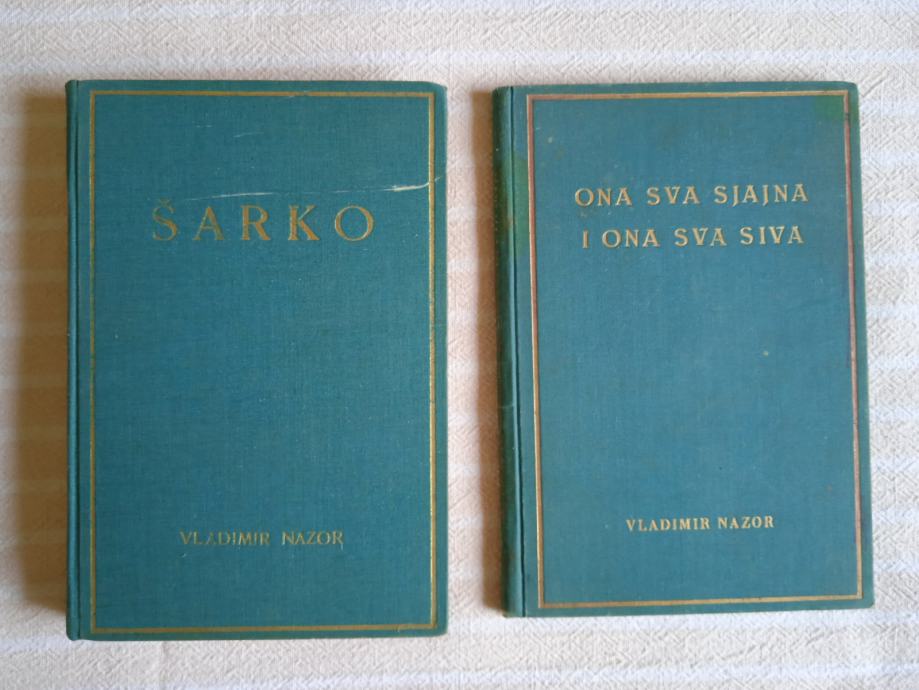 ŠARKO
VLADIMIR NAZOR
ONA SVA SJAJNA
I ONA SVA SIVA
VLADIMIR NAZOR